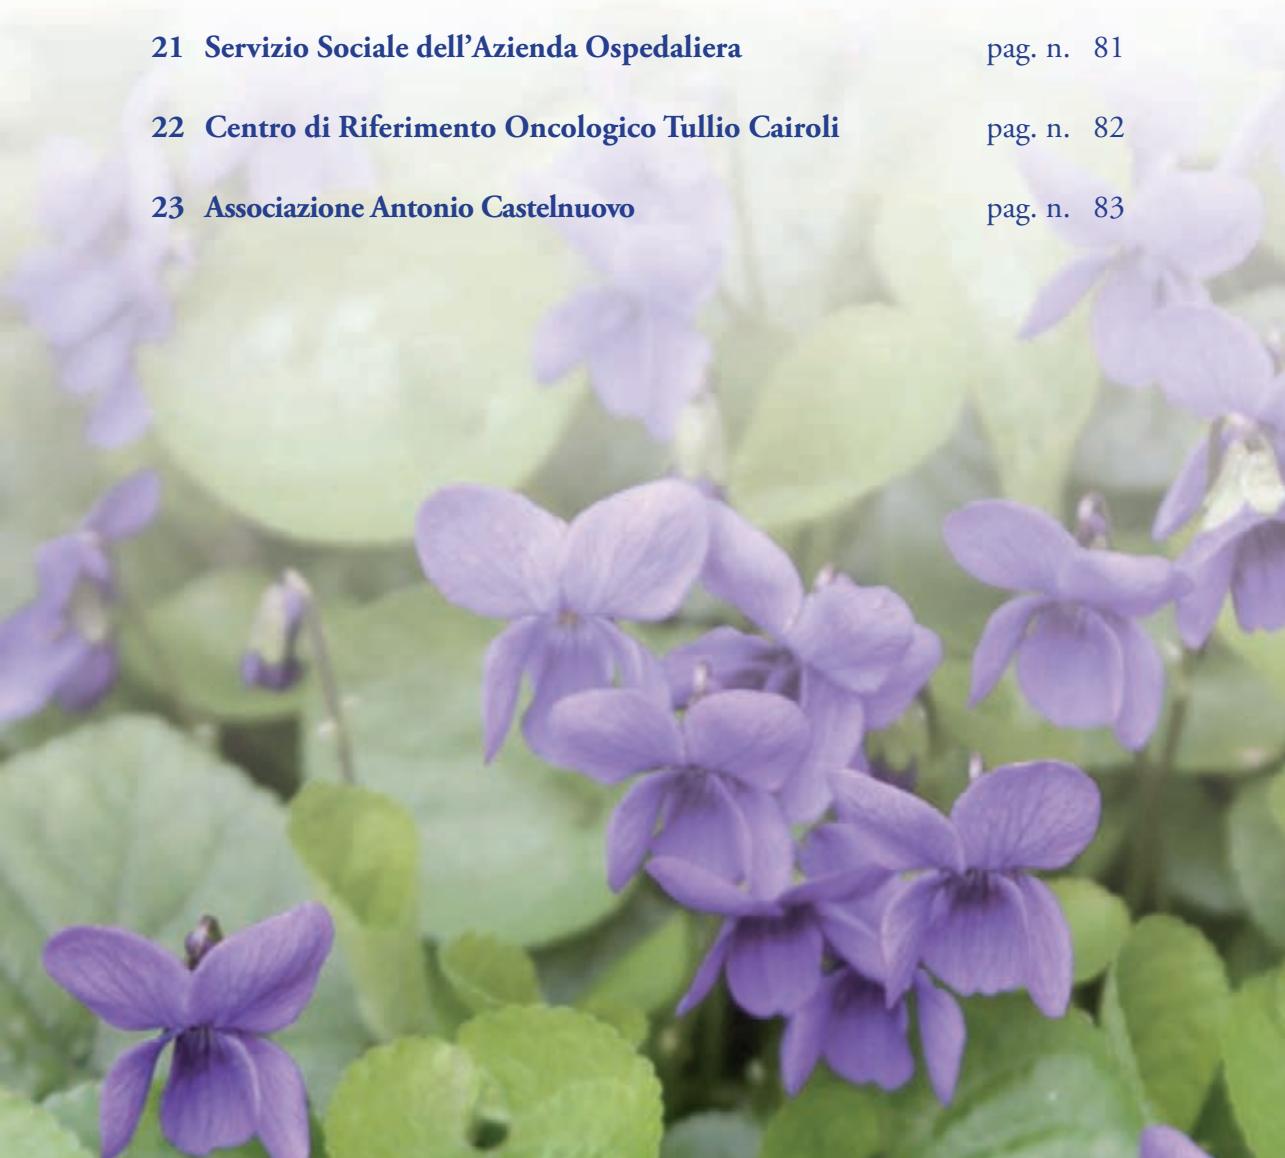 21 Servizio Sociale dell’Azienda Ospedaliera pag. n. 81
22 Centro di Riferimento Oncologico Tullio Cairoli pag. n. 82
23 Associazione Antonio Castelnuovo pag. n. 83